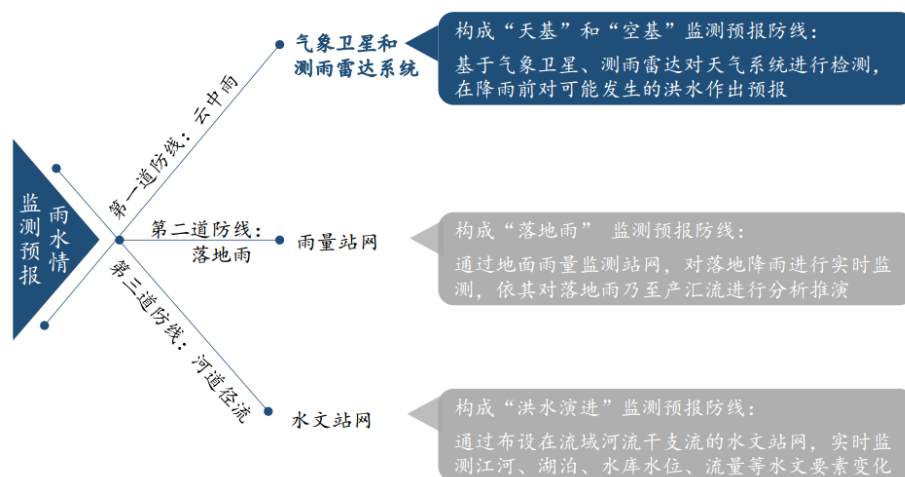 雨水情
监测预报
第一道防线：云中雨
气象卫星和
测雨雷达系统
构成“天基”和“空基”监测预报防线：
基于气象卫星、测雨雷达对天气系统进行检测，
在降雨前对可能发生的洪水作出预报
第二道防线：
落地雨
雨量站网
构成“落地雨” 监测预报防线：
通过地面雨量监测站网，对落地降雨进行实时监
测，依其对落地雨乃至产汇流进行分析推演
第三道防线：河道径流
水文站网
构成“洪水演进”监测预报防线：
通过布设在流域河流干支流的水文站网，实时监
测江河、湖泊、水库水位、流量等水文要素变化